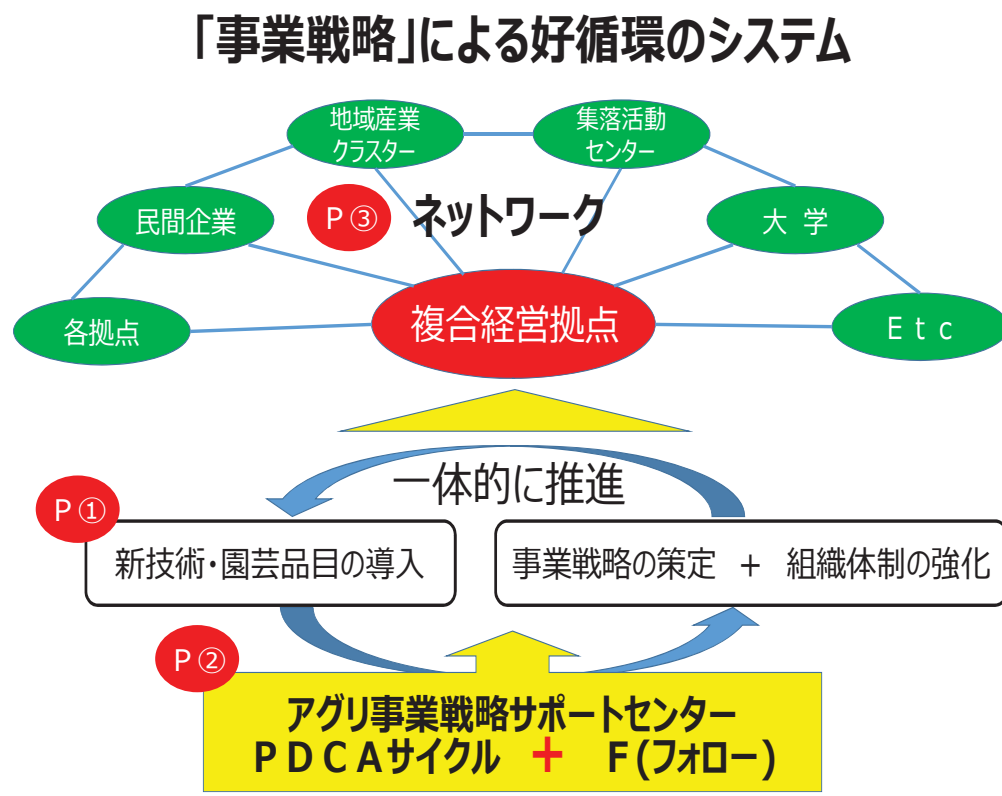 「事業戦略」による好循環のシステム
地域産業
クラスター
集落活動
センター
民間企業
P③
ネットワーク
大 学
各拠点
複合経営拠点
Etc
一体的に推進
P①
新技術・園芸品目の導入
事業戦略の策定 + 組織体制の強化
P②
アグリ事業戦略サポートセンター
PDCAサイクル + F(フォロー)